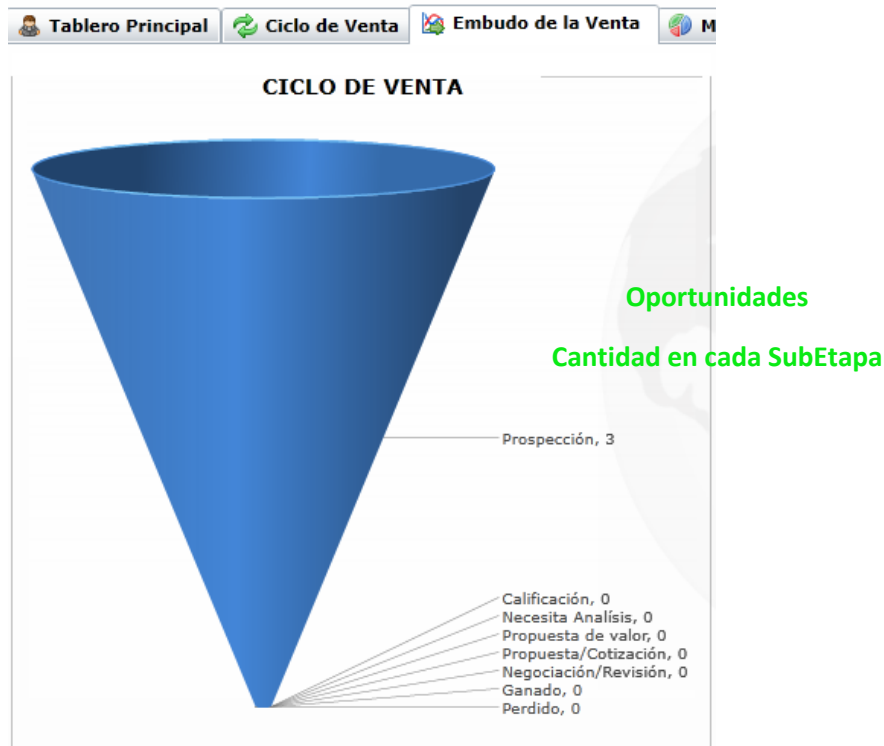 Tablero Principal Ciclo de Venta Embudo de la Venta M
CICLO DE VENTA
Oportunidades
Cantidad en cada SubEtapa
Prospección, 3
Calificación, 0
Necesita Analísis, 0
Propuesta de valor, 0
Propuesta/Cotización, 0
Negociación/Revisión, 0
Ganado, 0
Perdido, 0